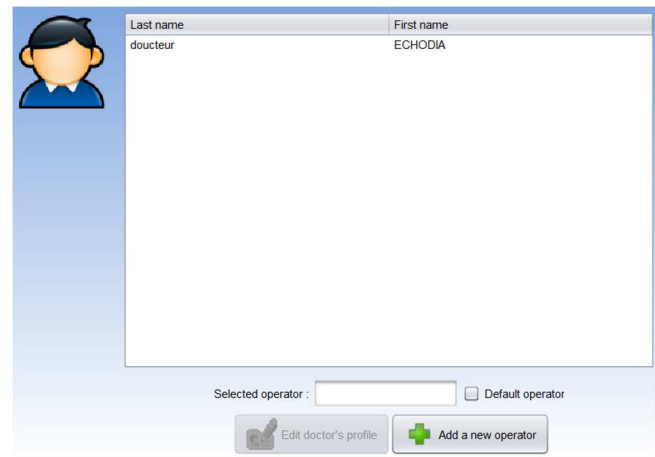 Last name First name
doucteur ECHODIA
Selected operator : Default operator
Edit doctor's profile Add a new operator